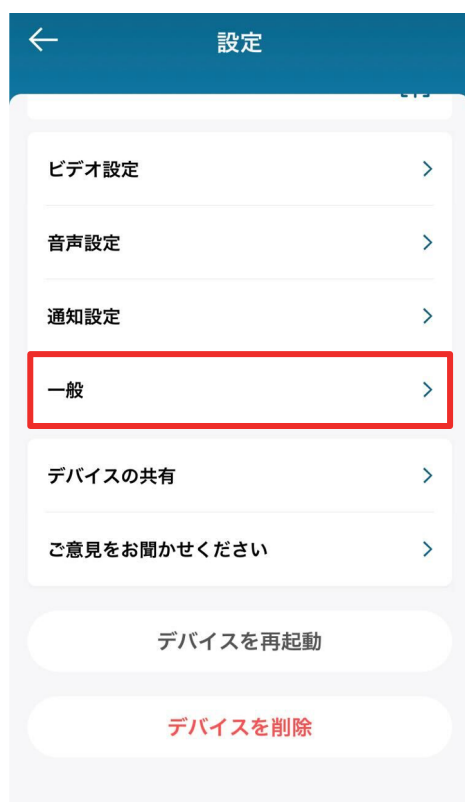 設定
ビデオ設定
音声設定
通知設定
一般
デバイスの共有
ご意見をお聞かせください
デバイスを再起動
デバイスを削除